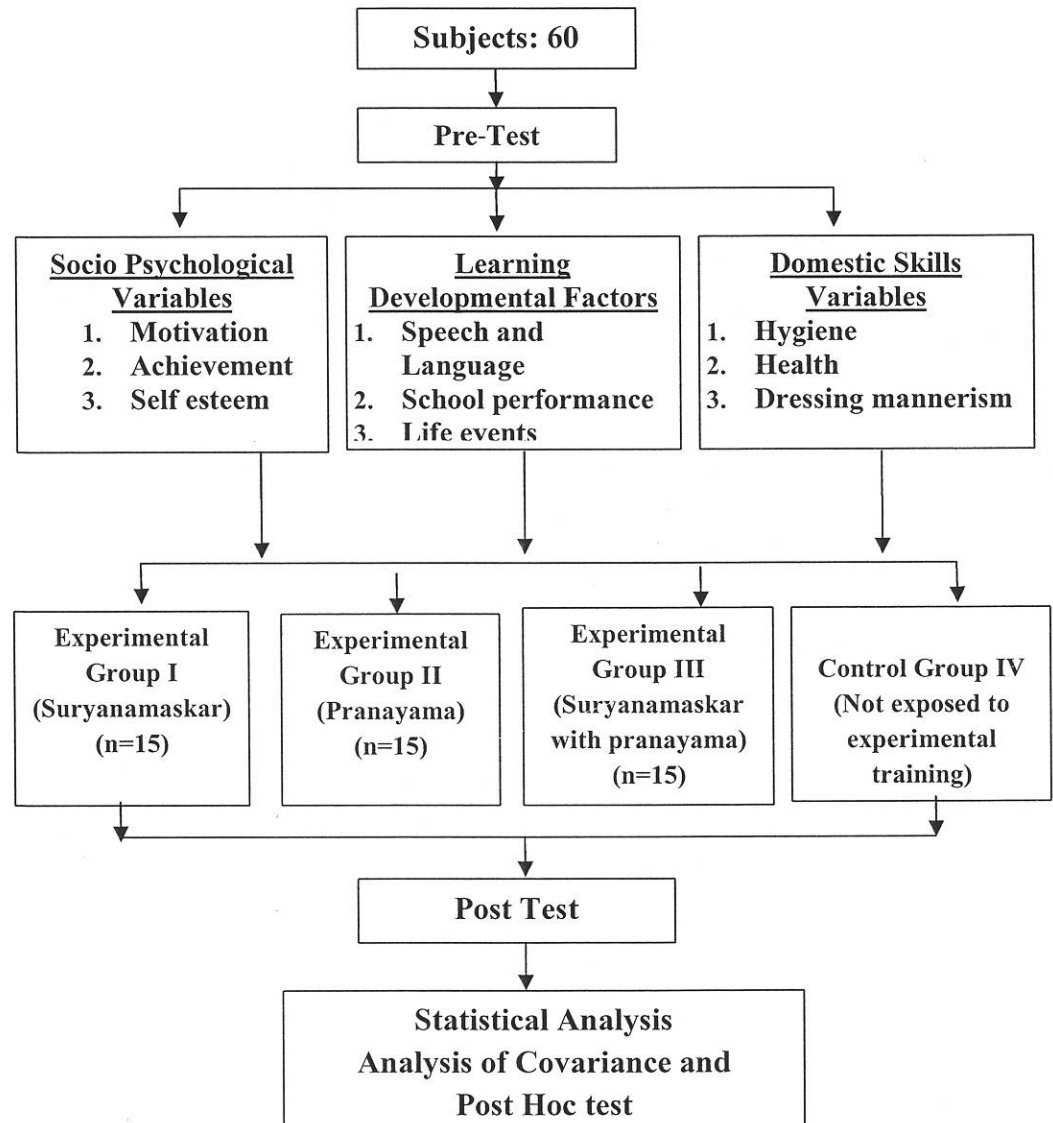 Subjects: 60
Pre-Test
Socio Psychological
Variables
1. Motivation
2. Achievement
3. Self esteem
Learning
Developmental Factors
1. Speech and
Language
2. School performance
3. Life events
Domestic Skills
Variables
1. Hygiene
2. Health
3. Dressing mannerism
Experimental
Group I
(Suryanamaskar)
(n=15)
Experimental
Group II
(Pranayama)
(n=15)
Experimental
Group III
(Suryanamaskar
with pranayama)
(n=15)
Control Group IV
(Not exposed to
experimental
training)
Post Test
Statistical Analysis
Analysis of Covariance and
Post Hoc test